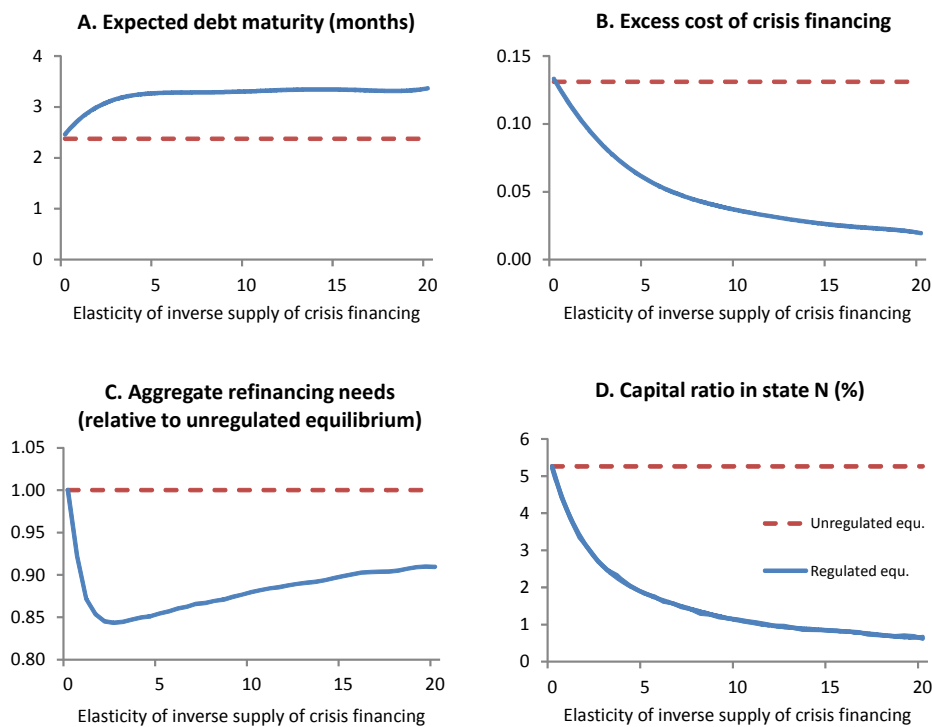 A. Expected debt maturity (months)
4
3
2
1
0
0 5 10 15 20
Elasticity of inverse supply of crisis financing
B. Excess cost of crisis financing
0.15
0.10
0.05
0.00
0 5 10 15 20
Elasticity of inverse supply of crisis financing
C. Aggregate refinancing needs
(relative to unregulated equilibrium)
1.05
1.00
0.95
0.90
0.85
0.80
0 5 10 15 20
Elasticity of inverse supply of crisis financing
D. Capital ratio in state N (%)
6
5
4
3
2
1
0
Unregulated equ.
Regulated equ.
0 5 10 15 20
Elasticity of inverse supply of crisis financing